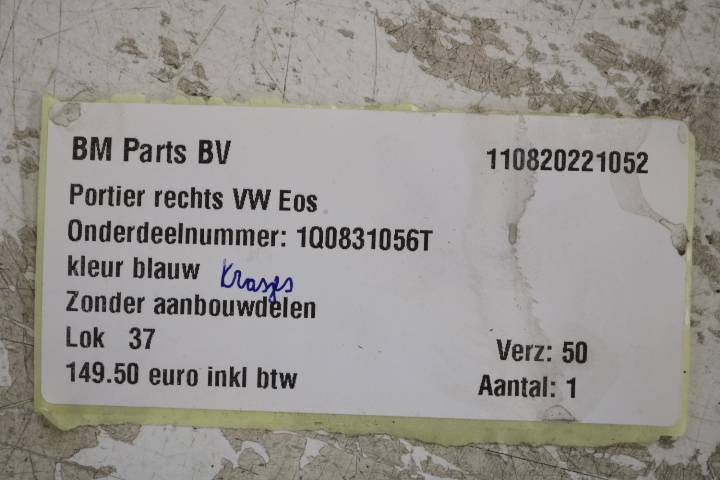 BM Parts BV 110820221052
Portier rechts VW Eos
Onderdeelnummer: 1Q0831056T
kleur blauw Krasjes
Zonder aanbouwdelen
Lok 37 Verz: 50
149.50 euro inkl btw Aantal: 1